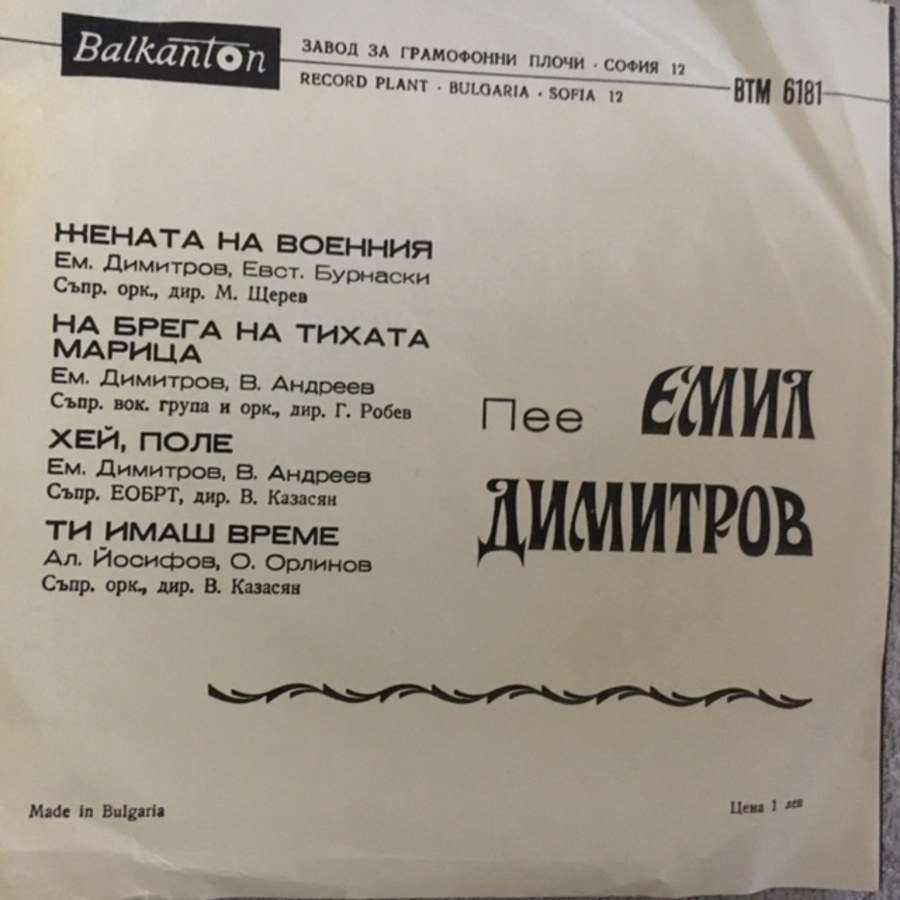 Balkanton
ЗАВОД ЗА ГРАМОФОННИ ПЛОЧИ · СОФИЯ 12
RECORD PLANT · BULGARIA · SOFIA 12
ВТМ 6181
ЖЕНАТА НА ВОЕННИЯ
Ем. Димитров, Евст. Бурнаски
Съпр. орк., дир. М. Щерев
НА БРЕГА НА ТИХАТА
МАРИЦА
Ем. Димитров, В. Андреев
Съпр. вок. група и орк., дир. Г. Робев
ХЕЙ, ПОЛЕ
Ем. Димитров, В. Андреев
Съпр. ЕОБРТ, дир. В. Казасян
ТИ ИМАШ ВРЕМЕ
Ал. Йосифов, О. Орлинов
Съпр. орк., дир. В. Казасян
Пее ЕМИЛ
ДИМИТРОВ
Made in Bulgaria
Цена 1 лев